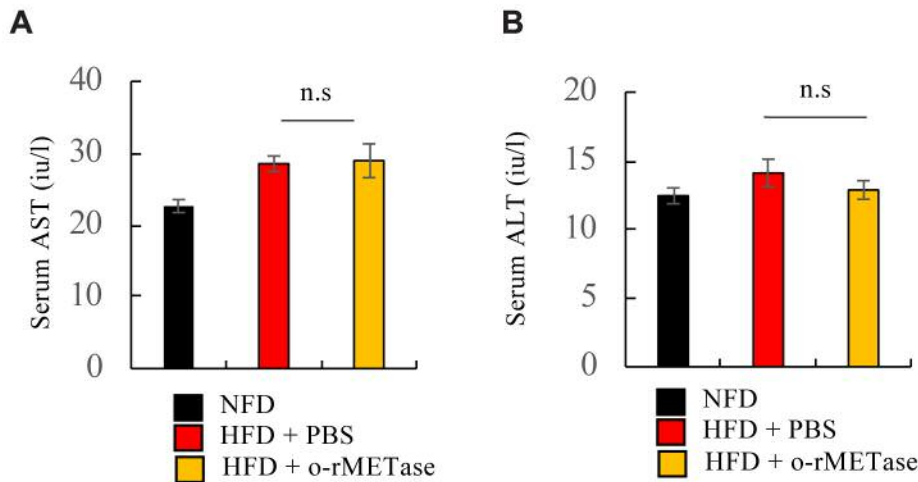 A
Serum AST (iu/l)
40
30
20
10
0
n.s
NFD
HFD + PBS
HFD + o-rMETase
B
Serum ALT (iu/l)
20
15
10
5
0
n.s
NFD
HFD + PBS
HFD + o-rMETase